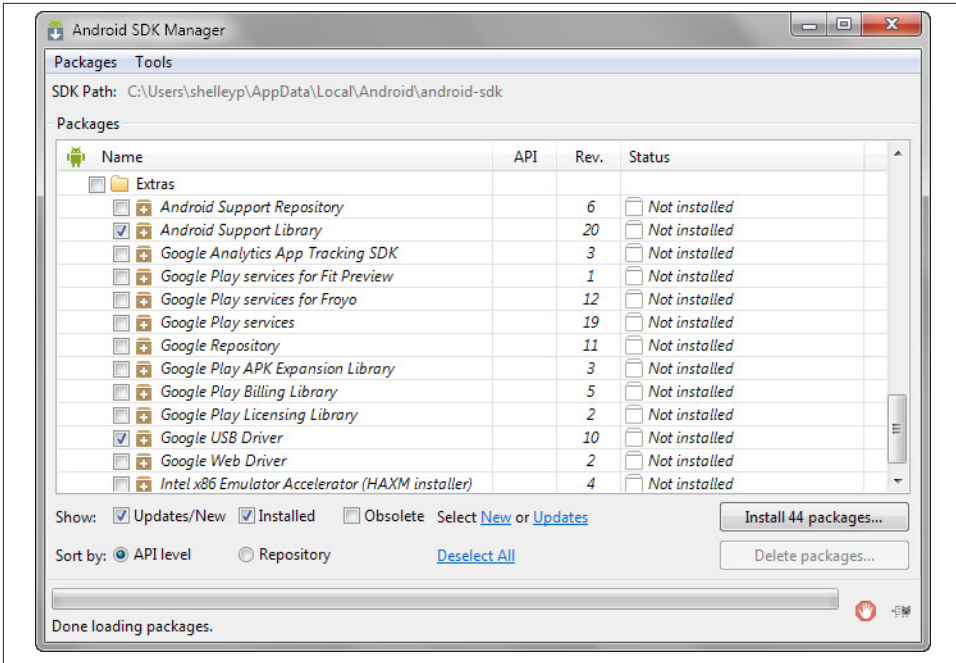 Android SDK Manager
Packages Tools
SDK Path: C:\Users\shelleyp\AppData\Local\Android\android-sdk
Packages
Name API Rev. Status
Extras
Android Support Repository 6 Not installed
Android Support Library 20 Not installed
Google Analytics App Tracking SDK 3 Not installed
Google Play services for Fit Preview 1 Not installed
Google Play services for Froyo 12 Not installed
Google Play services 19 Not installed
Google Repository 11 Not installed
Google Play APK Expansion Library 3 Not installed
Google Play Billing Library 5 Not installed
Google Play Licensing Library 2 Not installed
Google USB Driver 10 Not installed
Google Web Driver 2 Not installed
Intel x86 Emulator Accelerator (HAXM installer) 4 Not installed
Show: Updates/New Installed Obsolete Select New or Updates Install 44 packages...
Sort by: API level Repository Deselect All Delete packages...
Done loading packages.